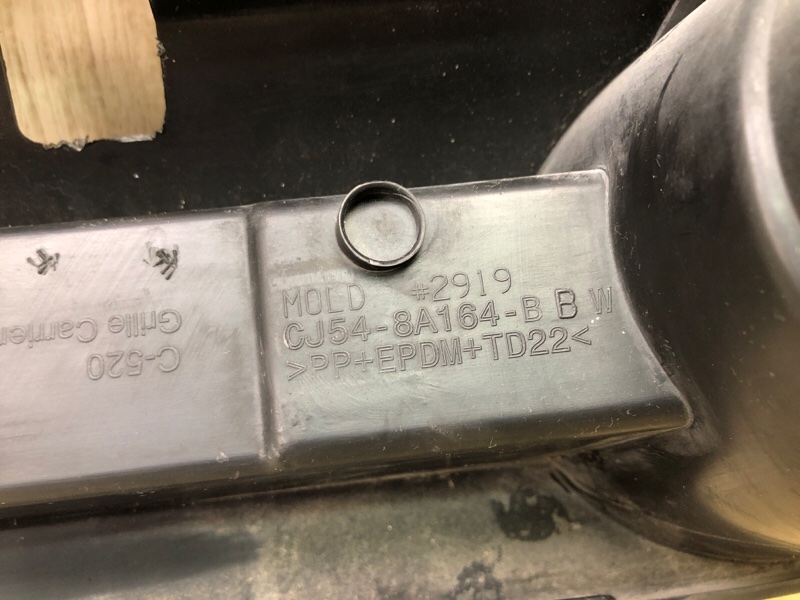 MOLD #2919
CJ54-8A164-B B W
>PP+EPDM+TD22<
C-520
Grille Carrier